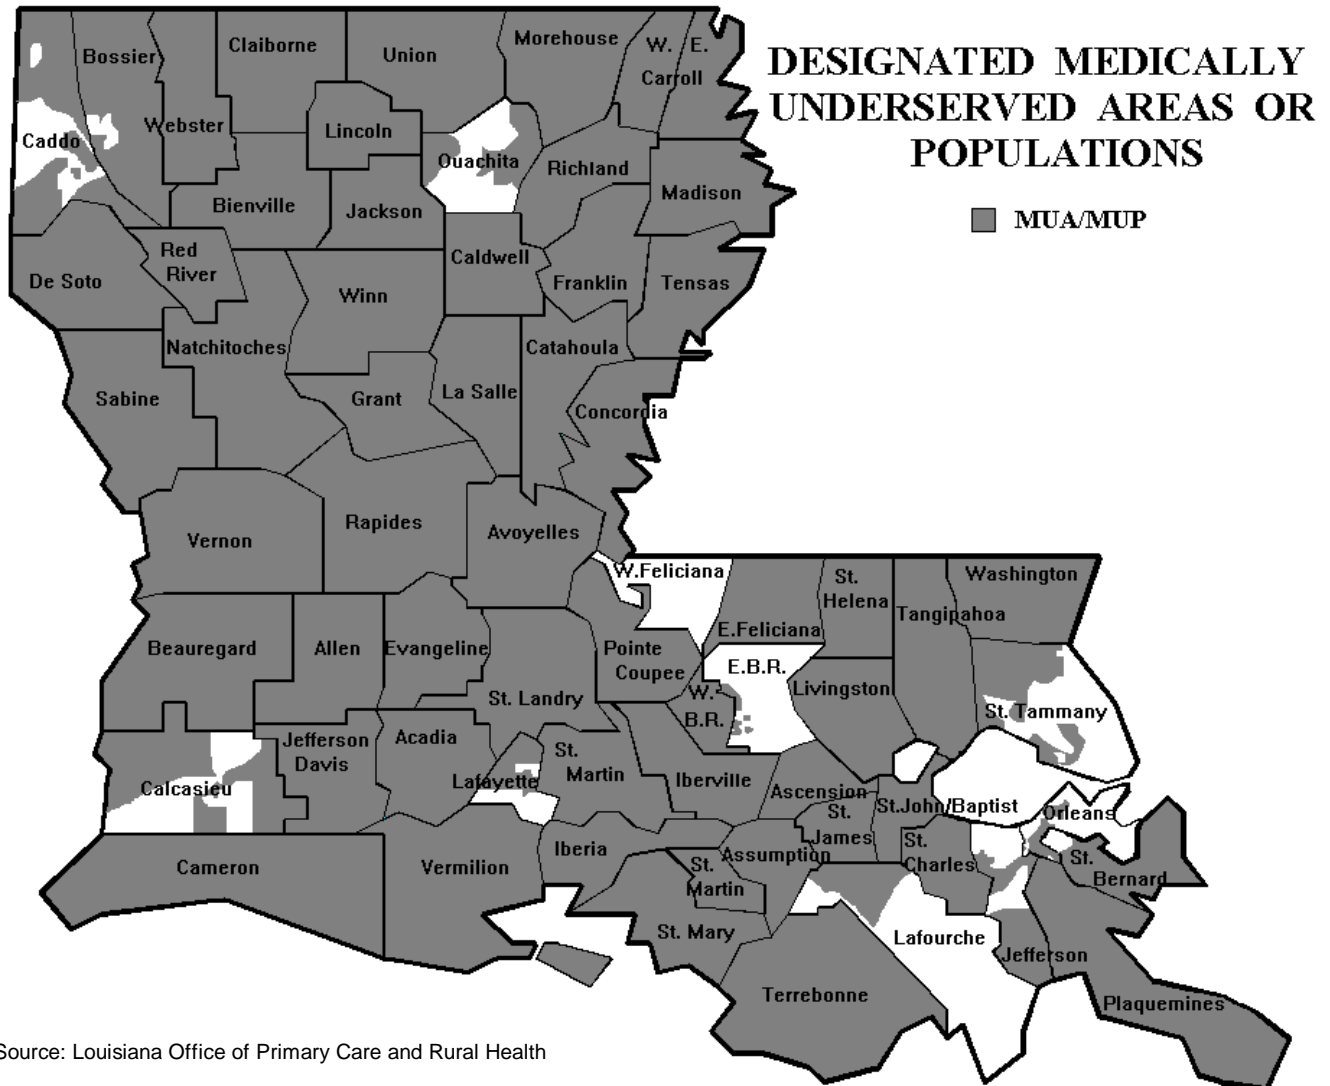 DESIGNATED MEDICALLY
UNDERSERVED AREAS OR
POPULATIONS
MUA/MUP
Bossier
Claiborne
Union
Morehouse
W. E.
Carroll
Caddo
Webster
Lincoln
Ouachita
Richland
Madison
Bienville
Jackson
Red
River
De Soto
Caldwell
Winn
Franklin
Tensas
Natchitoches
Catahoula
Sabine
Grant
La Salle
Concordia
Vernon
Rapides
Avoyelles
W.Feliciana
St.
Helena
Washington
Tangipahoa
E.Feliciana
Beauregard
Allen
Evangeline
Pointe
Coupee
E.B.R.
St. Landry
W.
B.R.
Livingston
St. Tammany
Jefferson
Davis
Acadia
St.
Martin
Calcasieu
Lafayette
Iberville
Ascension
St.John/Baptist
Orleans
St.
James
Cameron
Vermilion
Iberia
Assumption
St.
Charles
St.
Bernard
St.
Martin
St. Mary
Lafourche
Jefferson
Terrebonne
Plaquemines
Source: Louisiana Office of Primary Care and Rural Health